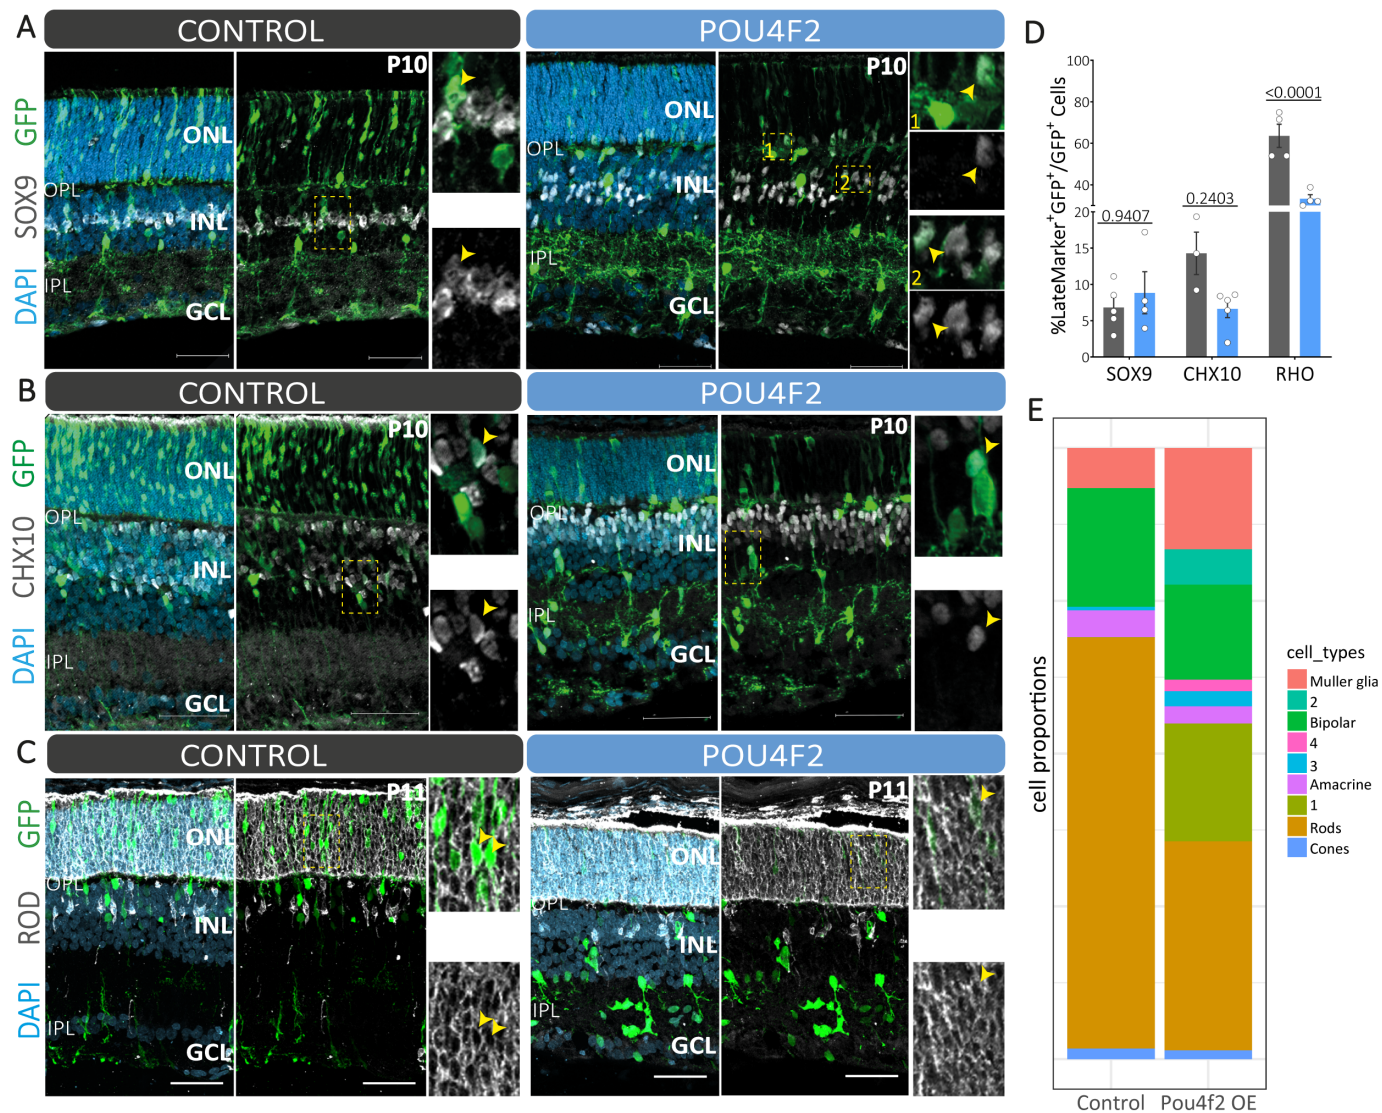 A
CONTROL
POU4F2
DAPI SOX9 GFP
P10
ONL
OPL
INL
IPL
GCL
P10
ONL
OPL
INL
IPL
GCL
1
2
1
2
B
CONTROL
POU4F2
DAPI CHX10 GFP
P10
ONL
OPL
INL
IPL
GCL
P10
ONL
OPL
INL
IPL
GCL
C
CONTROL
POU4F2
DAPI ROD GFP
P11
ONL
OPL
INL
IPL
GCL
P11
ONL
OPL
INL
IPL
GCL
D
%LateMarker+GFP+/GFP+ Cells
100
80
60
40
20
20
15
10
5
0
0.9407
0.2403
<0.0001
SOX9
CHX10
RHO
E
cell proportions
Control
Pou4f2 OE
cell_types
Muller glia
2
Bipolar
4
3
Amacrine
1
Rods
Cones